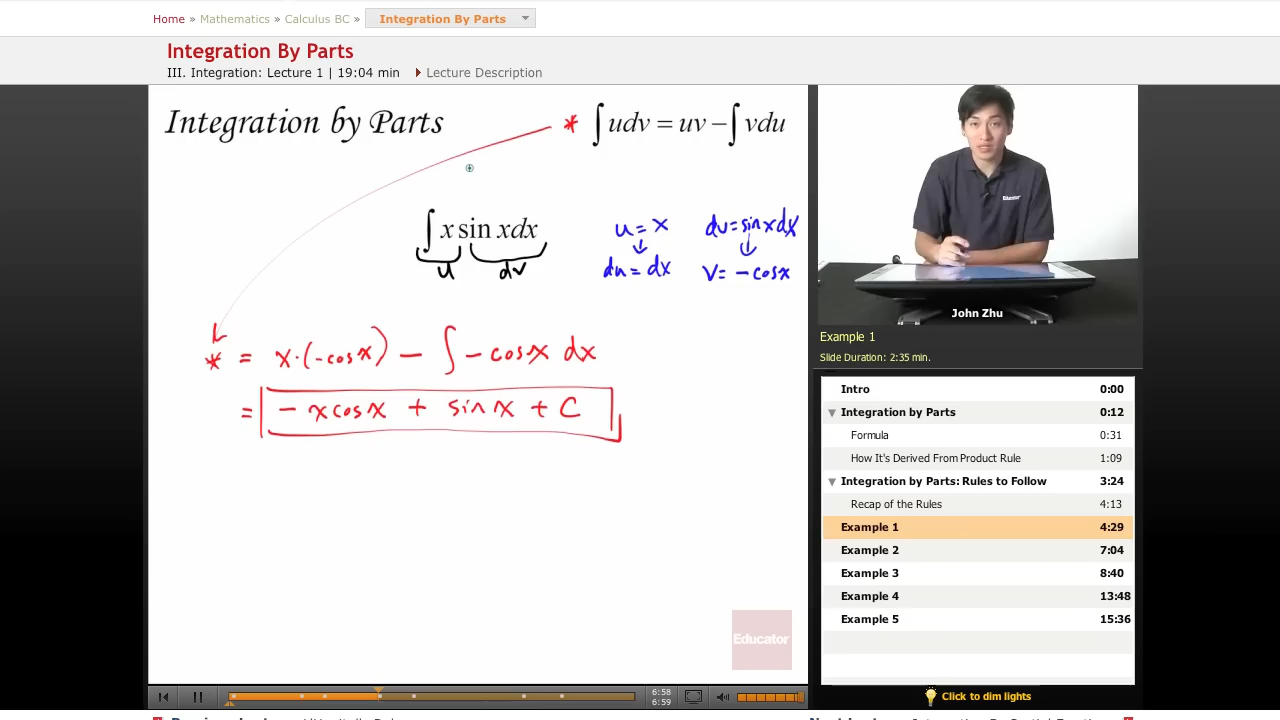 Home » Mathematics » Calculus BC » Integration By Parts
Integration By Parts
III. Integration: Lecture 1 | 19:04 min Lecture Description
Integration by Parts * ∫udv = uv − ∫vdu
∫x sin xdx
u dv
u = x dv = sin x dx
du = dx v = -cos x
* = x·(-cos x) - ∫ -cos x dx
= -x cos x + sin x + C
Educator
Educator
John Zhu
Example 1
Slide Duration: 2:35 min.
Intro 0:00
Integration by Parts 0:12
Formula 0:31
How It's Derived From Product Rule 1:09
Integration by Parts: Rules to Follow 3:24
Recap of the Rules 4:13
Example 1 4:29
Example 2 7:04
Example 3 8:40
Example 4 13:48
Example 5 15:36
6:58
6:59
Click to dim lights